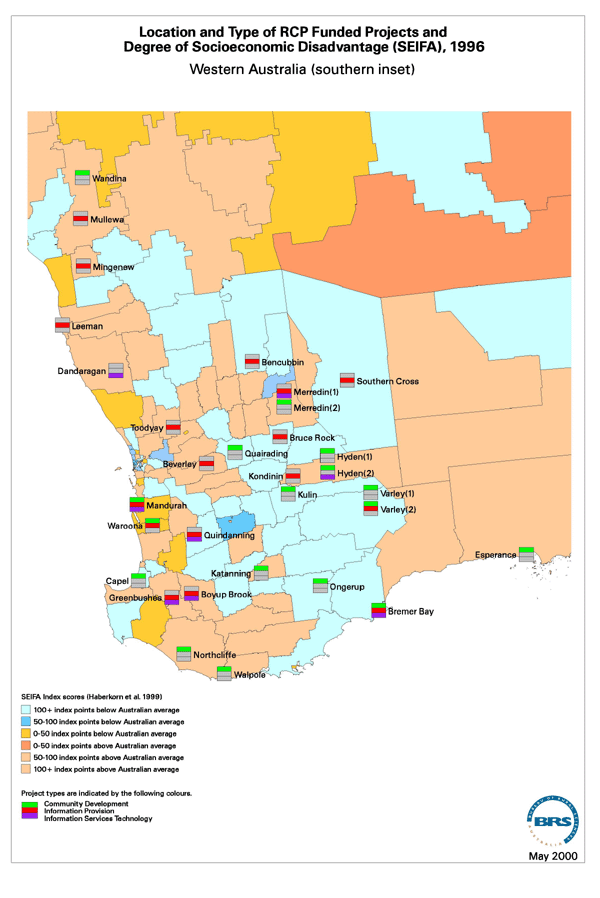 Location and Type of RCP Funded Projects and
Degree of Socioeconomic Disadvantage (SEIFA), 1996
Western Australia (southern inset)
Wandina
Mullewa
Mingenew
Leeman
Dandaragan
Bencubbin
Southern Cross
Merredin(1)
Merredin(2)
Toodyay
Bruce Rock
Quairading
Hyden(1)
Beverley
Kondinin
Hyden(2)
Kulin
Varley(1)
Mandurah
Varley(2)
Waroona
Quindanning
Esperance
Katanning
Capel
Ongerup
Greenbushes
Boyup Brook
Bremer Bay
Northcliffe
Walpole
SEIFA Index scores (Haberkorn et al. 1999)
100+ index points below Australian average
50-100 index points below Australian average
0-50 index points below Australian average
0-50 index points above Australian average
50-100 index points above Australian average
100+ index points above Australian average
Project types are indicated by the following colours.
Community Development
Information Provision
Information Services Technology
BUREAU OF RURAL SCIENCES
BRS
AUSTRALIA
May 2000